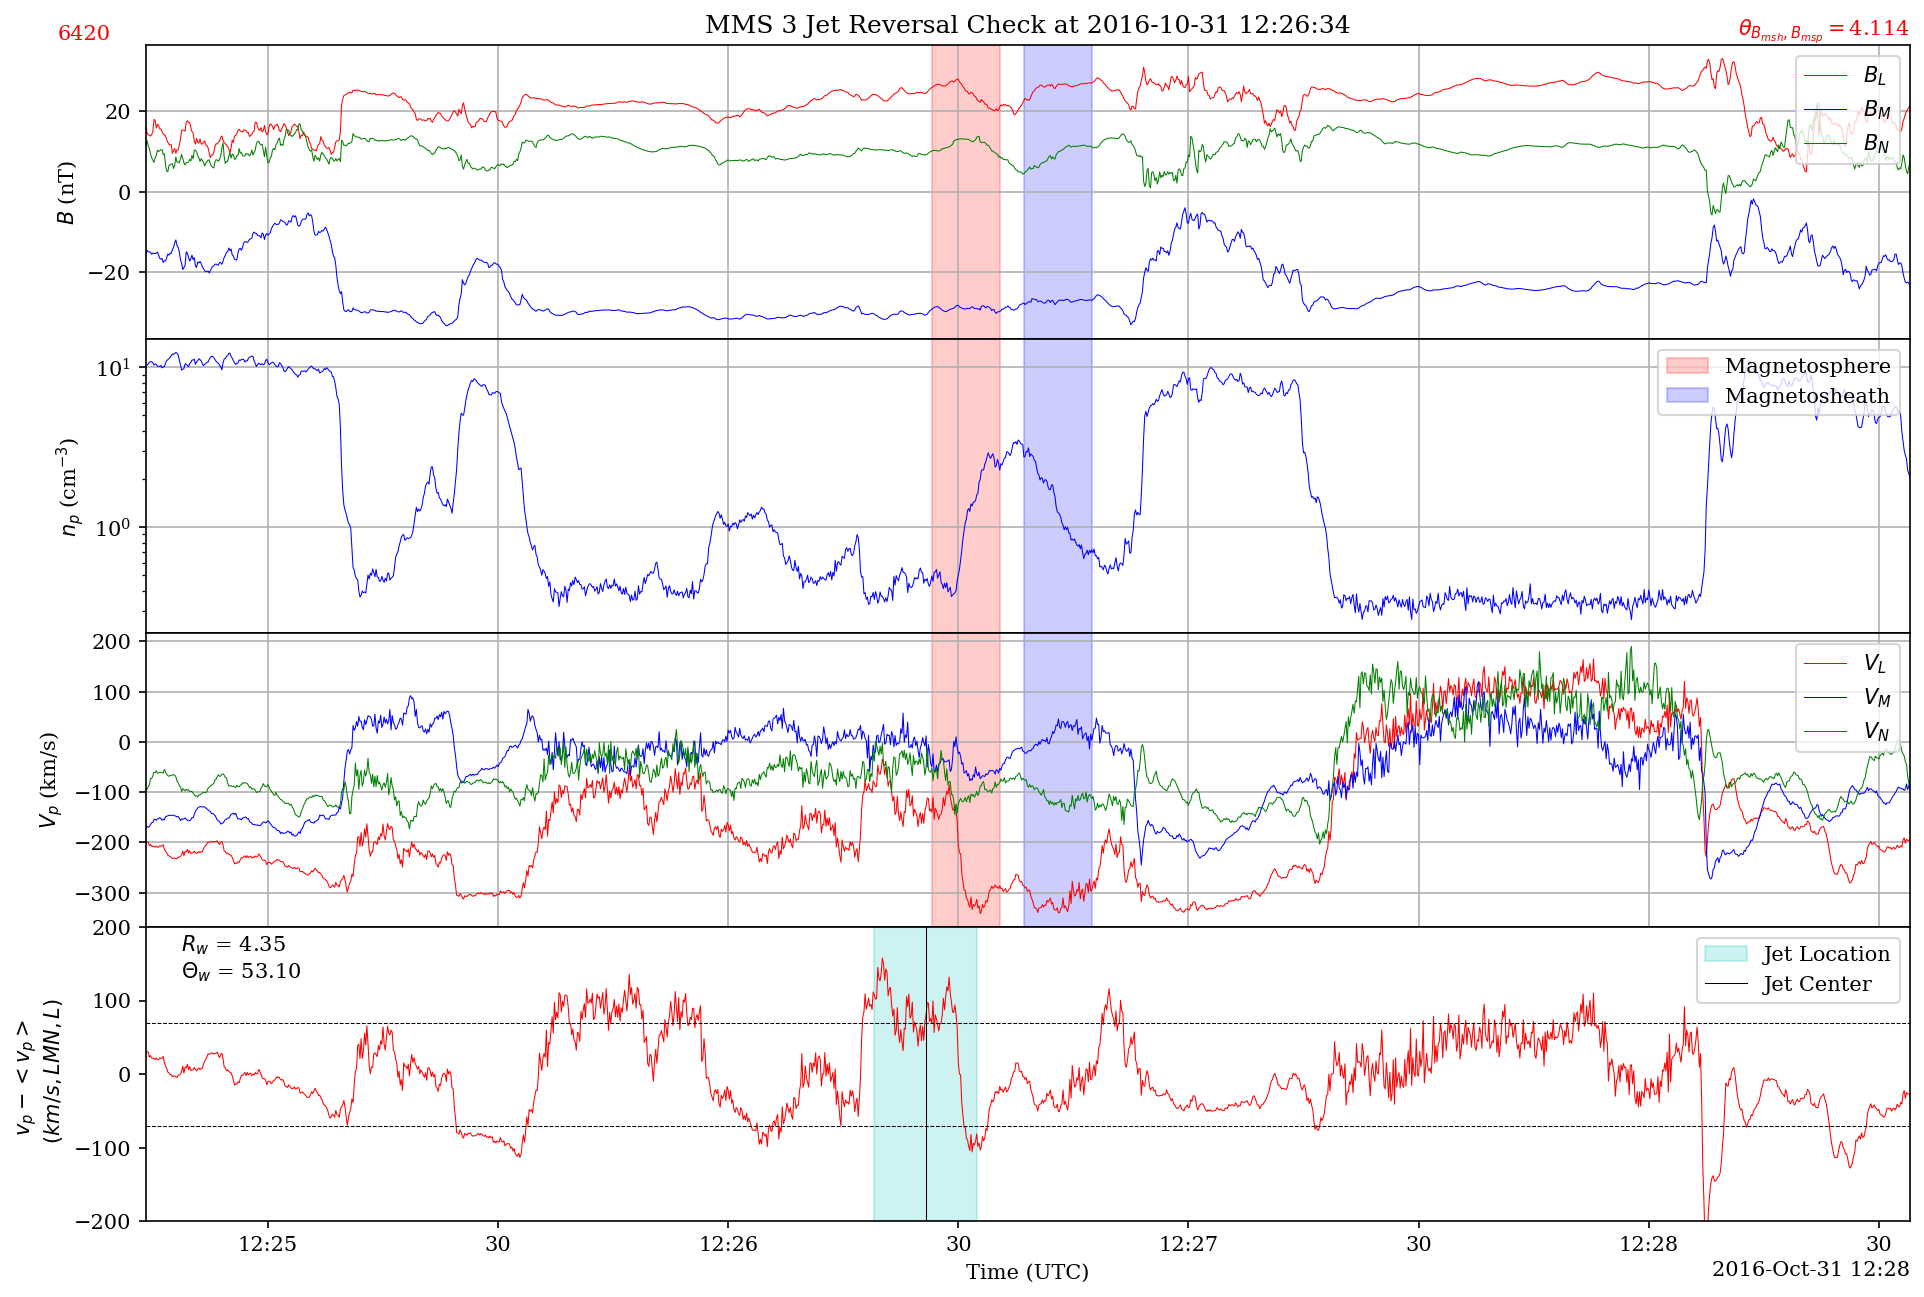 MMS 3 Jet Reversal Check at 2016-10-31 12:26:34
6420
θ_{B_{msh}, B_{msp}} = 4.114
B (nT)
20
0
−20
B_L
B_M
B_N
n_p (cm^{−3})
10^1
10^0
Magnetosphere
Magnetosheath
V_p (km/s)
200
100
0
−100
−200
−300
V_L
V_M
V_N
v_p − < v_p >
(km/s, LMN, L)
200
100
0
−100
−200
R_w = 4.35
Θ_w = 53.10
Jet Location
Jet Center
12:25 30 12:26 30 12:27 30 12:28 30
Time (UTC)
2016-Oct-31 12:28